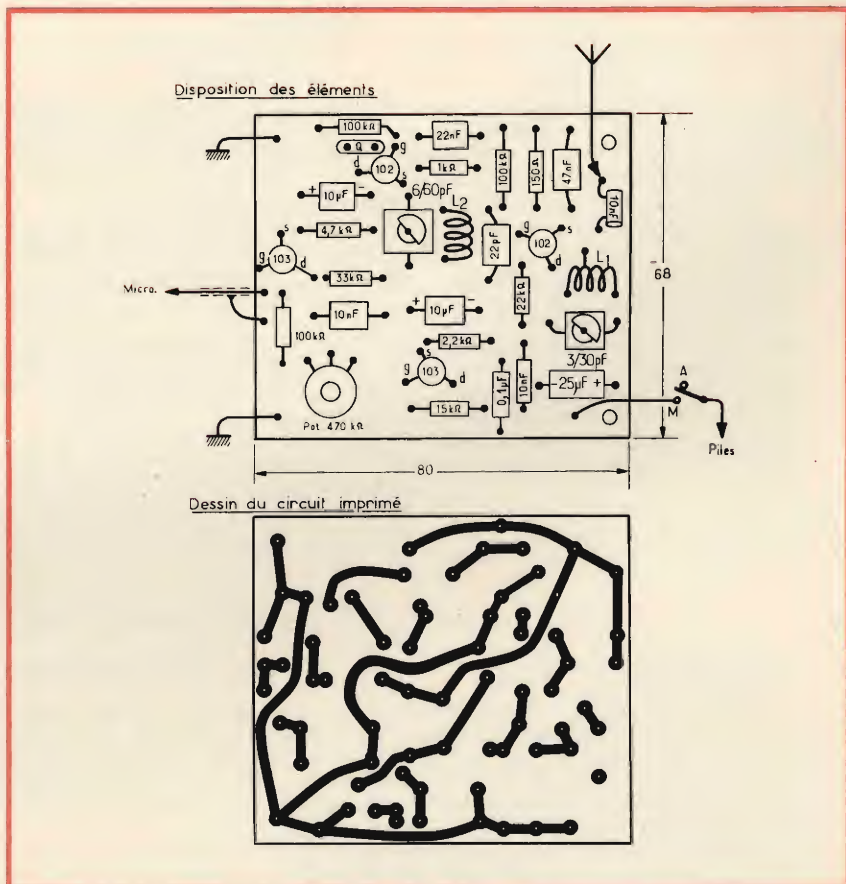 Disposition des éléments
100kΩ
22nF
Q
g
d
102
s
1kΩ
100kΩ
150Ω
47nF
10nF
6/60pF
L2
+ 10µF -
4,7kΩ
22pF
g
s
102
d
L1
s
g
103
d
33kΩ
22kΩ
Micro.
100kΩ
10nF
+ 10µF -
2,2kΩ
3/30pF
s
g
103
d
0,1µF
10nF
-25µF +
15kΩ
Pot. 470 kΩ
A
M
Piles
68
80
Dessin du circuit imprimé